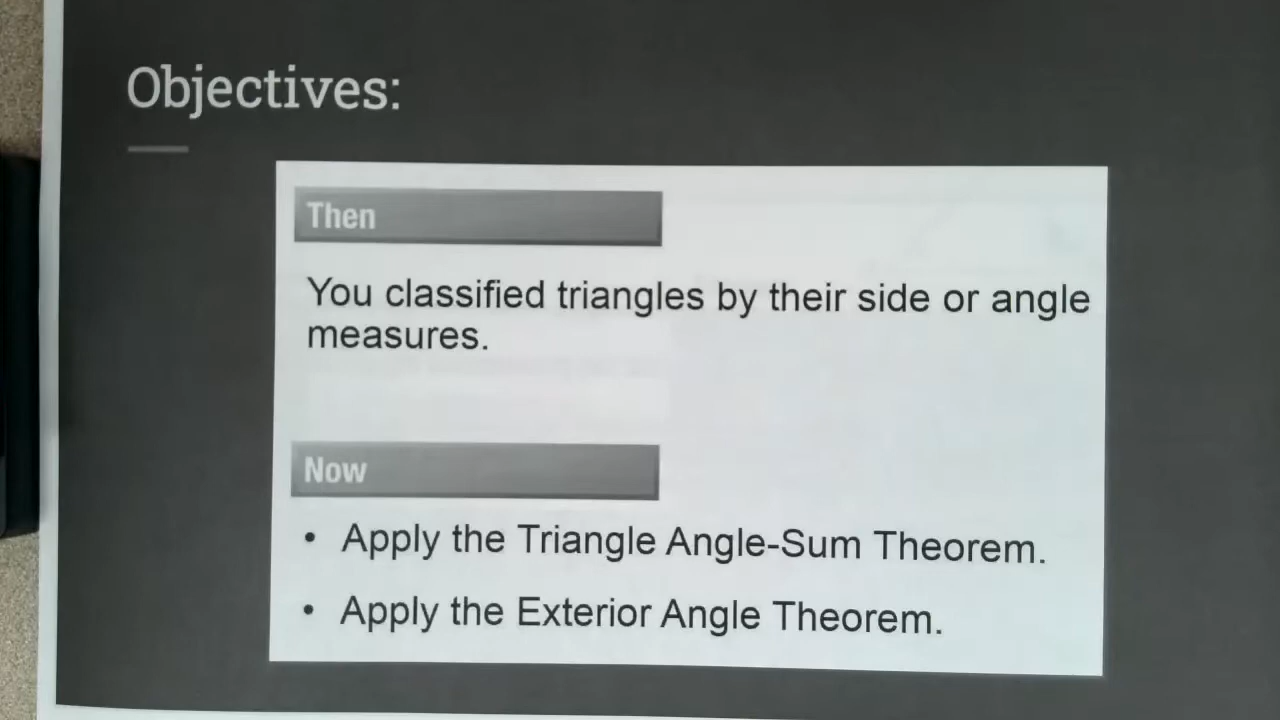 Objectives:
Then
You classified triangles by their side or angle
measures.
Now
• Apply the Triangle Angle-Sum Theorem.
• Apply the Exterior Angle Theorem.